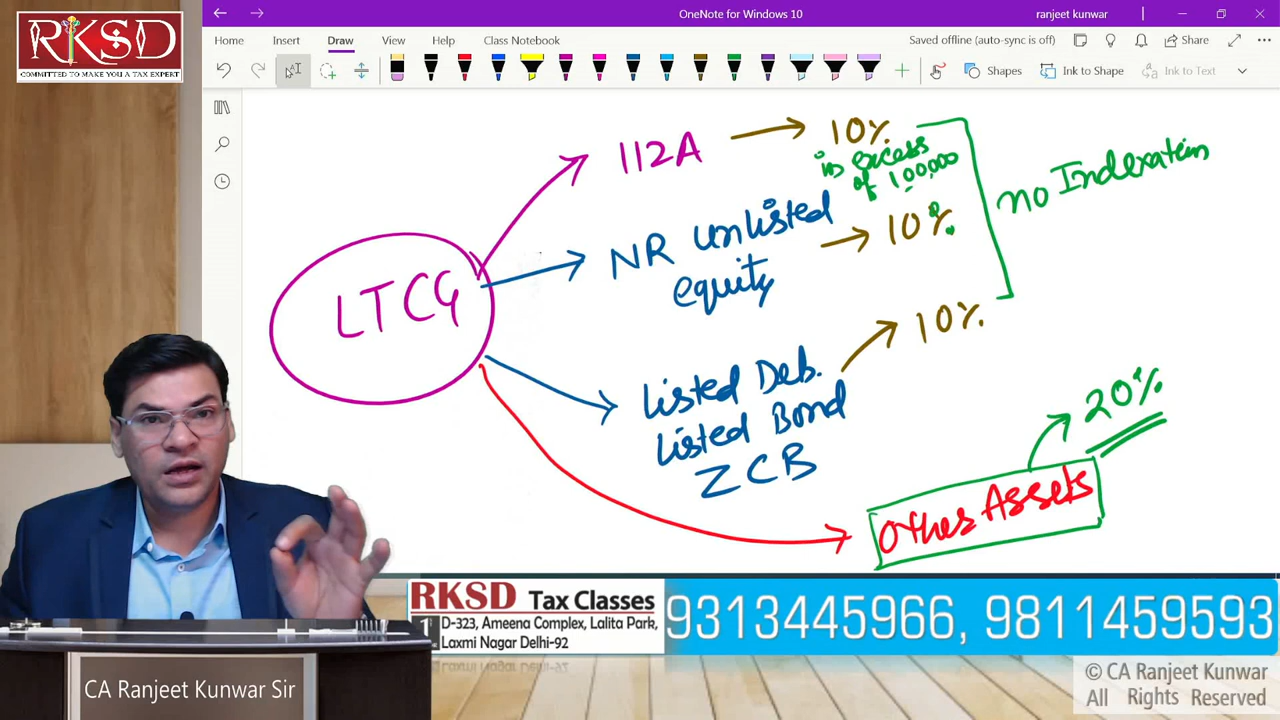 RKSD
COMMITTED TO MAKE YOU A TAX EXPERT
OneNote for Windows 10
ranjeet kunwar
Home Insert Draw View Help Class Notebook
Saved offline (auto-sync is off)
Share
Shapes
Ink to Shape
Ink to Text
LTCG
112A → 10%
in excess
of 1,00,000
No Indexation
NR Unlisted
equity → 10%
Listed Deb.
Listed Bond
ZCB
10%
Other Assets
20%
RKSD Tax Classes
D-323, Ameena Complex, Lalita Park,
Laxmi Nagar Delhi-92
9313445966, 9811459593
CA Ranjeet Kunwar Sir
© CA Ranjeet Kunwar
All Rights Reserved